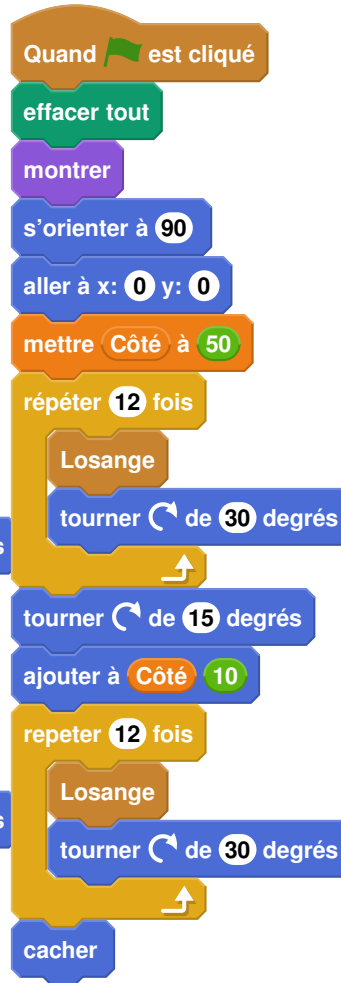 Quand est cliqué
effacer tout
montrer
s'orienter à 90
aller à x: 0 y: 0
mettre Côté à 50
répéter 12 fois
Losange
tourner de 30 degrés
s
tourner de 15 degrés
ajouter à Côté 10
repeter 12 fois
Losange
s
tourner de 30 degrés
cacher